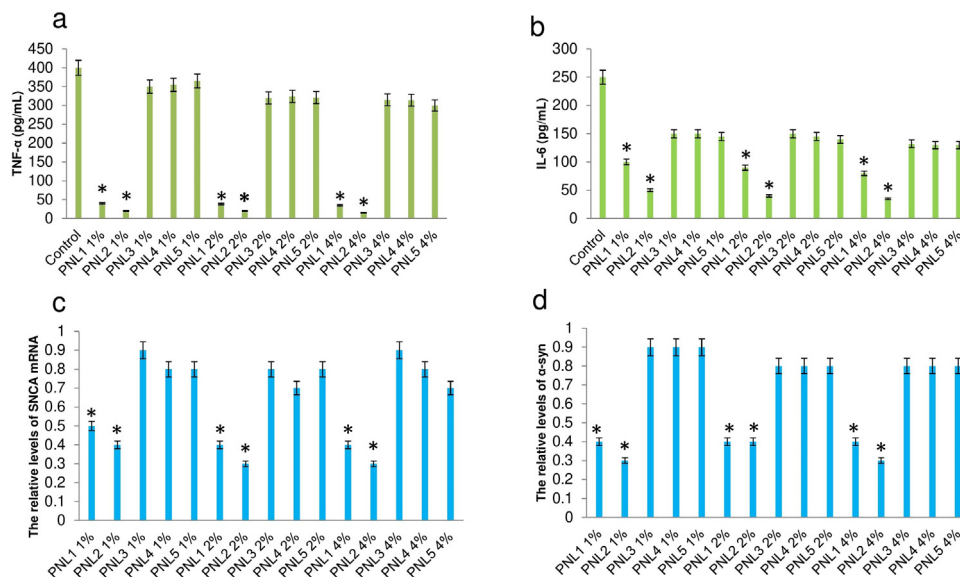 a
TNF-α (pg/mL)
450
400
350
300
250
200
150
100
50
0
* * * * * *
Control PNL1 1% PNL2 1% PNL3 1% PNL4 1% PNL5 1% PNL1 2% PNL2 2% PNL3 2% PNL4 2% PNL5 2% PNL1 4% PNL2 4% PNL3 4% PNL4 4% PNL5 4%
b
IL-6 (pg/mL)
300
250
200
150
100
50
0
* * * * * *
Control PNL1 1% PNL2 1% PNL3 1% PNL4 1% PNL5 1% PNL1 2% PNL2 2% PNL3 2% PNL4 2% PNL5 2% PNL1 4% PNL2 4% PNL3 4% PNL4 4% PNL5 4%
c
The relative levels of SNCA mRNA
1
0.9
0.8
0.7
0.6
0.5
0.4
0.3
0.2
0.1
0
* * * * * *
PNL1 1% PNL2 1% PNL3 1% PNL4 1% PNL5 1% PNL1 2% PNL2 2% PNL3 2% PNL4 2% PNL5 2% PNL1 4% PNL2 4% PNL3 4% PNL4 4% PNL5 4%
d
The relative levels of α-syn
1
0.9
0.8
0.7
0.6
0.5
0.4
0.3
0.2
0.1
0
* * * * * *
PNL1 1% PNL2 1% PNL3 1% PNL4 1% PNL5 1% PNL1 2% PNL2 2% PNL3 2% PNL4 2% PNL5 2% PNL1 4% PNL2 4% PNL3 4% PNL4 4% PNL5 4%